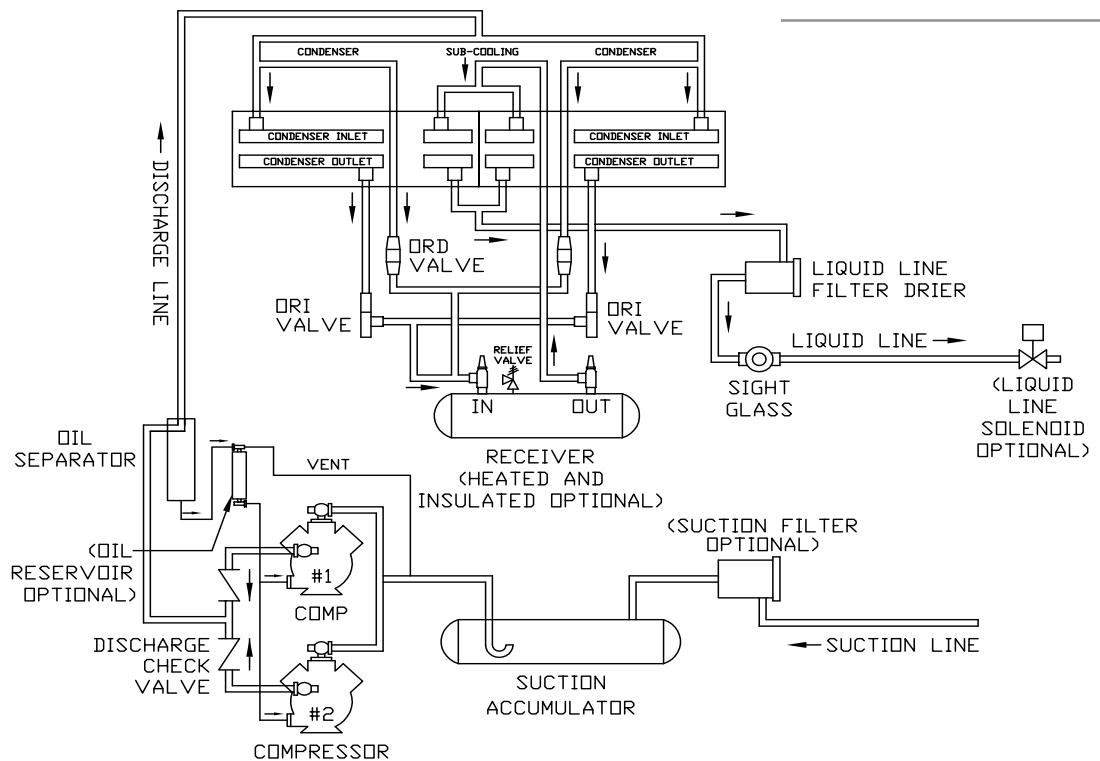 CONDENSER
SUB-COOLING
CONDENSER
CONDENSER INLET
CONDENSER INLET
CONDENSER OUTLET
CONDENSER OUTLET
DISCHARGE LINE
ORD
VALVE
ORI
VALVE
ORI
VALVE
RELIEF
VALVE
LIQUID LINE
FILTER DRIER
LIQUID LINE
SIGHT
GLASS
(LIQUID
LINE
SOLENOID
OPTIONAL)
IN
OUT
RECEIVER
(HEATED AND
INSULATED OPTIONAL)
OIL
SEPARATOR
VENT
(OIL
RESERVOIR
OPTIONAL)
#1
COMP
(SUCTION FILTER
OPTIONAL)
SUCTION LINE
DISCHARGE
CHECK
VALVE
#2
COMPRESSOR
SUCTION
ACCUMULATOR